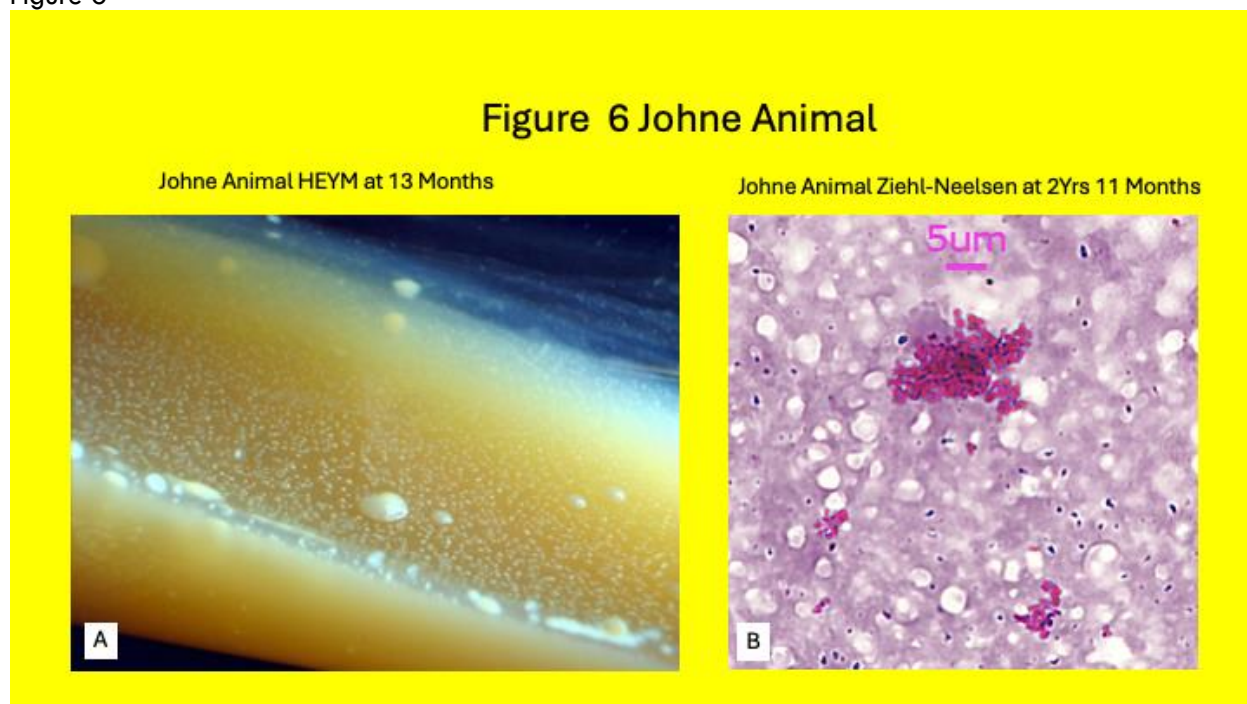 Figure 6 Johne Animal
Johne Animal HEYM at 13 Months
Johne Animal Ziehl-Neelsen at 2Yrs 11 Months
5um
A
B